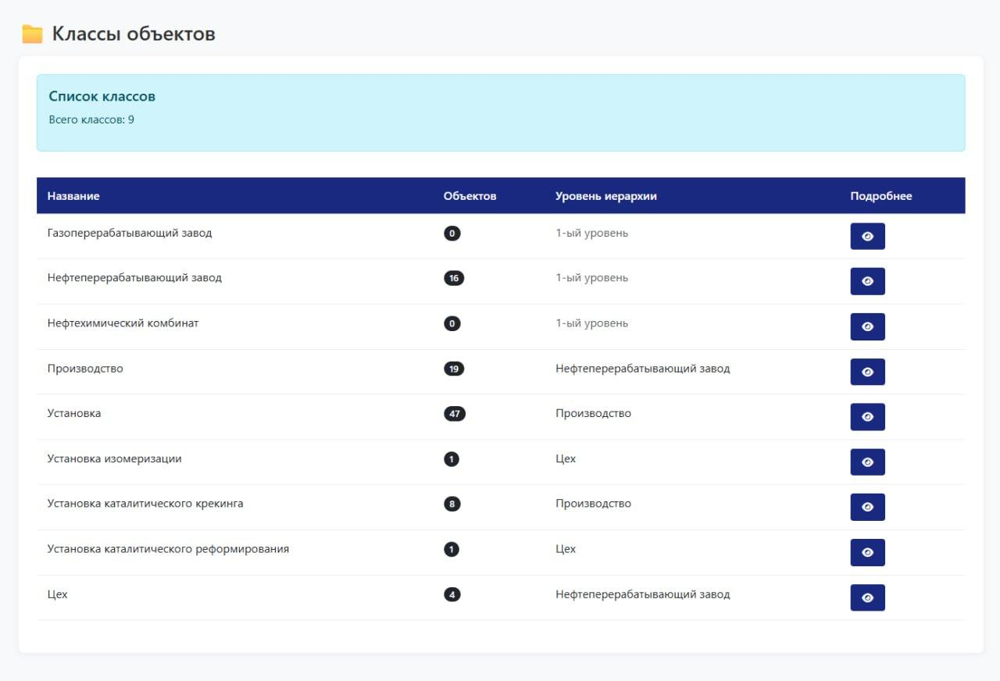 Классы объектов
Список классов
Всего классов: 9
Название Объектов Уровень иерархии Подробнее
Газоперерабатывающий завод 0 1-ый уровень
Нефтеперерабатывающий завод 16 1-ый уровень
Нефтехимический комбинат 0 1-ый уровень
Производство 19 Нефтеперерабатывающий завод
Установка 47 Производство
Установка изомеризации 1 Цех
Установка каталитического крекинга 8 Производство
Установка каталитического реформирования 1 Цех
Цех 4 Нефтеперерабатывающий завод